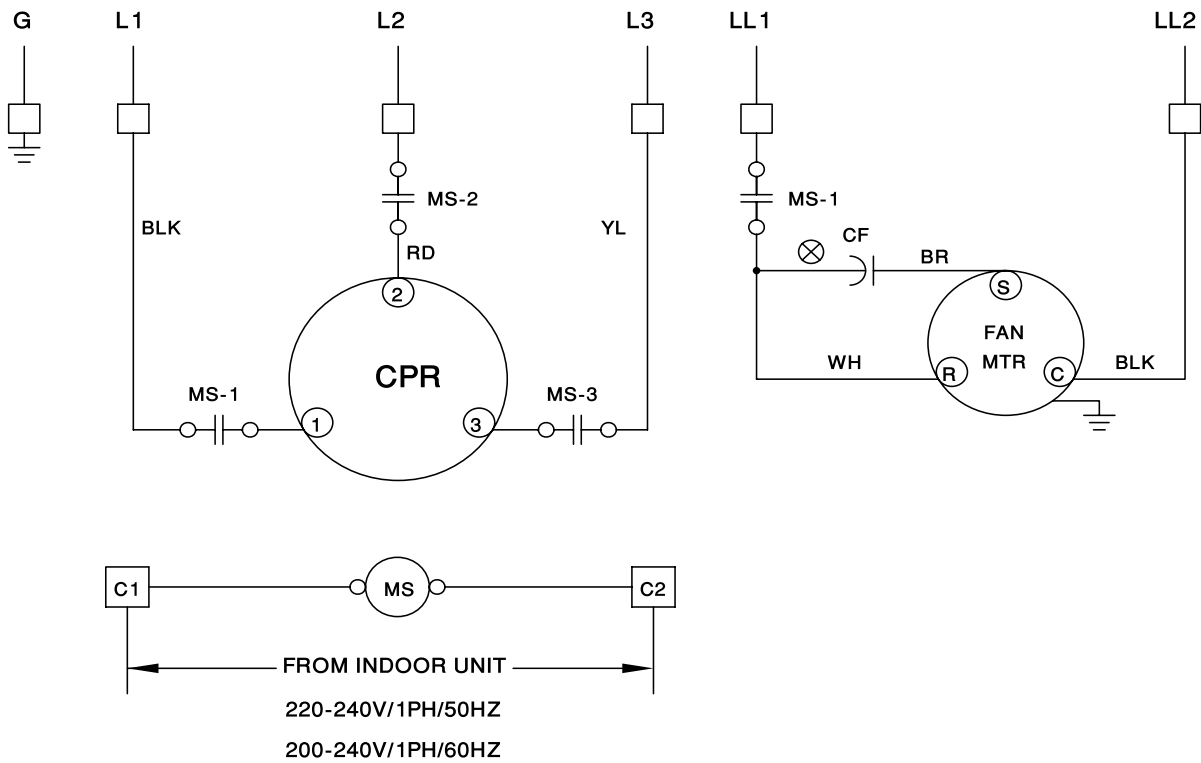 G L1 L2 L3 LL1 LL2
MS-2 MS-1
BLK YL
CF
RD BR
2 S
FAN
CPR WH MTR BLK
R C
MS-1 MS-3
1 3
C1 MS C2
FROM INDOOR UNIT
220-240V/1PH/50HZ
200-240V/1PH/60HZ